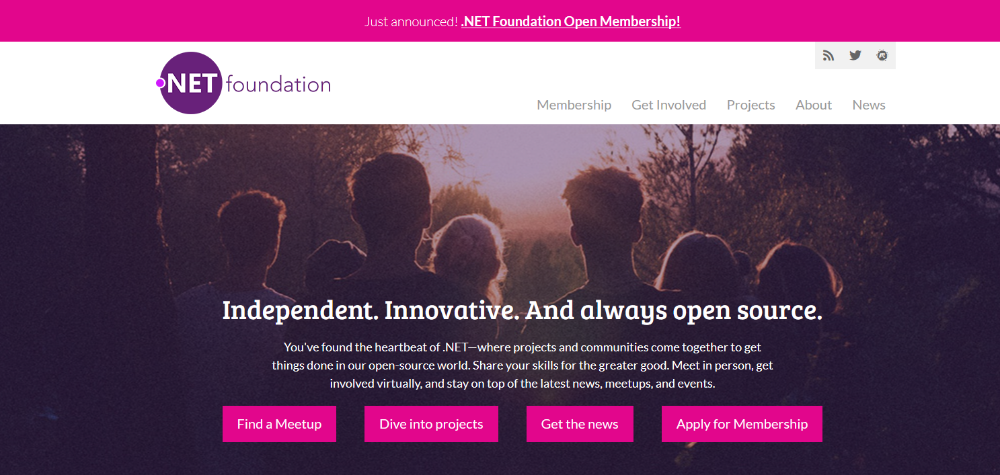 Just announced! .NET Foundation Open Membership!
.NET foundation
Membership Get Involved Projects About News
Independent. Innovative. And always open source.
You've found the heartbeat of .NET—where projects and communities come together to get
things done in our open-source world. Share your skills for the greater good. Meet in person, get
involved virtually, and stay on top of the latest news, meetups, and events.
Find a Meetup Dive into projects Get the news Apply for Membership